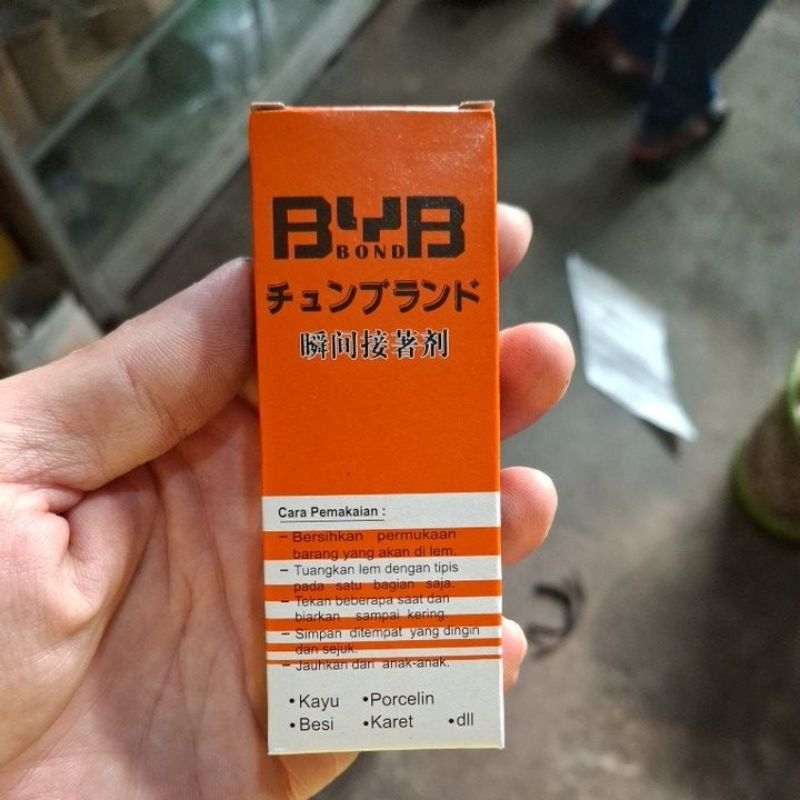 BYB
BOND
チュンブランド
瞬间接著剂
Cara Pemakaian :
– Bersihkan permukaan
barang yang akan di lem.
– Tuangkan lem dengan tipis
pada satu bagian saja.
– Tekan beberapa saat dan
biarkan sampai kering.
– Simpan ditempat yang dingin
dan sejuk.
– Jauhkan dari anak-anak.
•Kayu •Porcelin
•Besi •Karet •dll